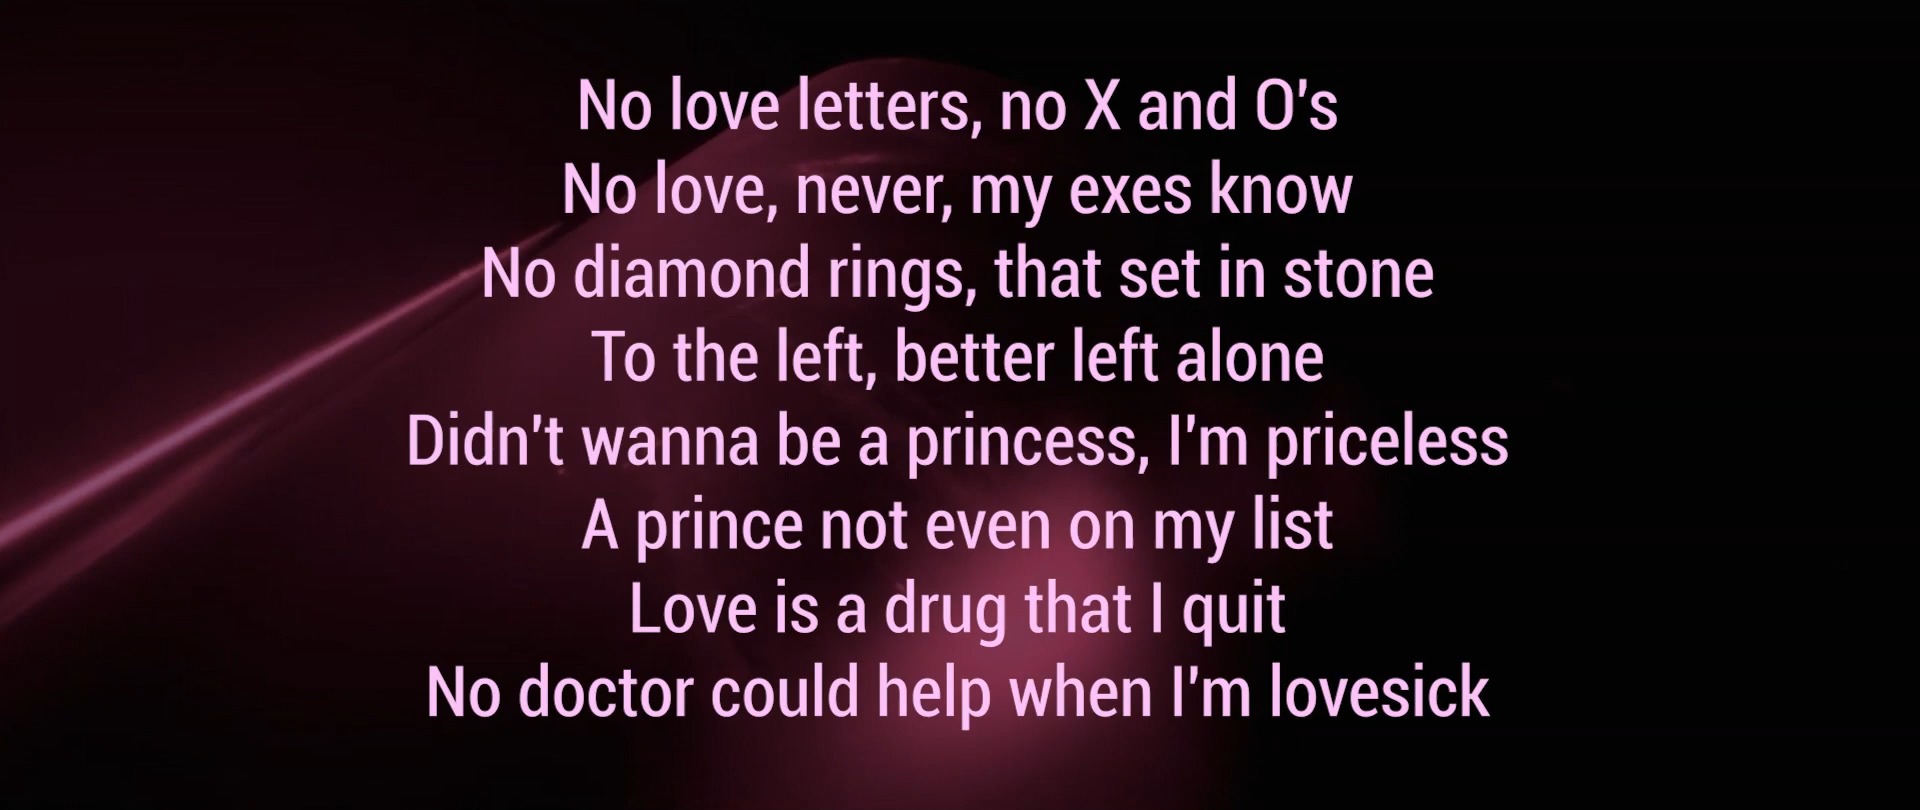 No love letters, no X and O's
No love, never, my exes know
No diamond rings, that set in stone
To the left, better left alone
Didn't wanna be a princess, I'm priceless
A prince not even on my list
Love is a drug that I quit
No doctor could help when I'm lovesick